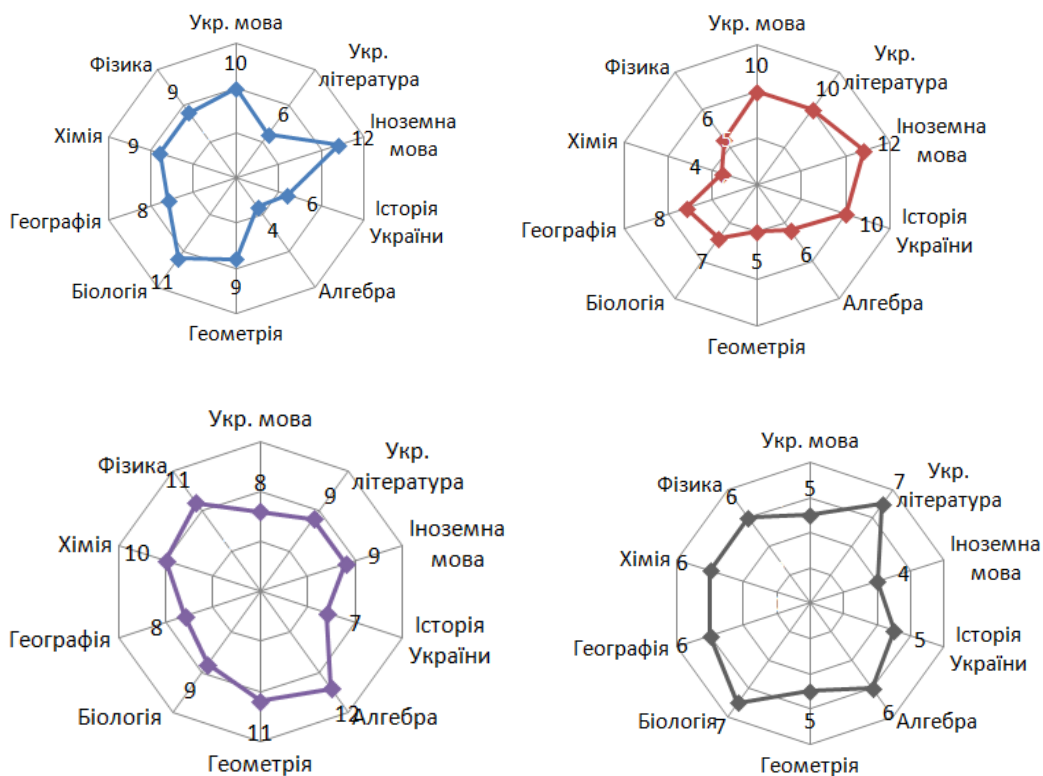 Укр. мова
10
Укр.
література
6
Іноземна
мова
12
Історія
України
6
Алгебра
4
Геометрія
9
Біологія
11
Географія
8
Хімія
9
Фізика
9
Укр. мова
10
Укр.
література
10
Іноземна
мова
12
Історія
України
10
Алгебра
6
Геометрія
5
Біологія
7
Географія
8
Хімія
4
Фізика
6
Укр. мова
8
Укр.
література
9
Іноземна
мова
9
Історія
України
7
Алгебра
12
Геометрія
11
Біологія
9
Географія
8
Хімія
10
Фізика
11
Укр. мова
5
Укр.
література
7
Іноземна
мова
4
Історія
України
5
Алгебра
6
Геометрія
5
Біологія
7
Географія
6
Хімія
6
Фізика
6